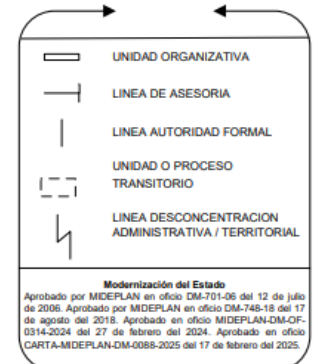 UNIDAD ORGANIZATIVA
LINEA DE ASESORIA
LINEA AUTORIDAD FORMAL
UNIDAD O PROCESO
TRANSITORIO
LINEA DESCONCENTRACION
ADMINISTRATIVA / TERRITORIAL
Modernización del Estado
Aprobado por MIDEPLAN en oficio DM-701-06 del 12 de julio
de 2006. Aprobado por MIDEPLAN DM-748-18 del 17
de agosto del 2018. Aprobado en oficio MIDEPLAN-DM-OF-
0314-2024 del 27 de febrero del 2024. Aprobado en oficio
CARTA-MIDEPLAN-DM-0088-2025 del 17 de febrero del 2025.